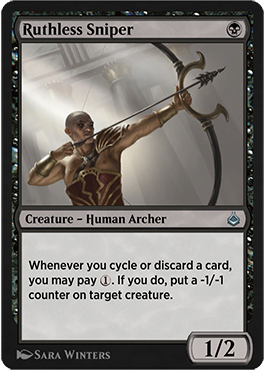 Ruthless Sniper
Creature – Human Archer
Whenever you cycle or discard a card,
you may pay 1. If you do, put a -1/-1
counter on target creature.
1/2
Sara Winters